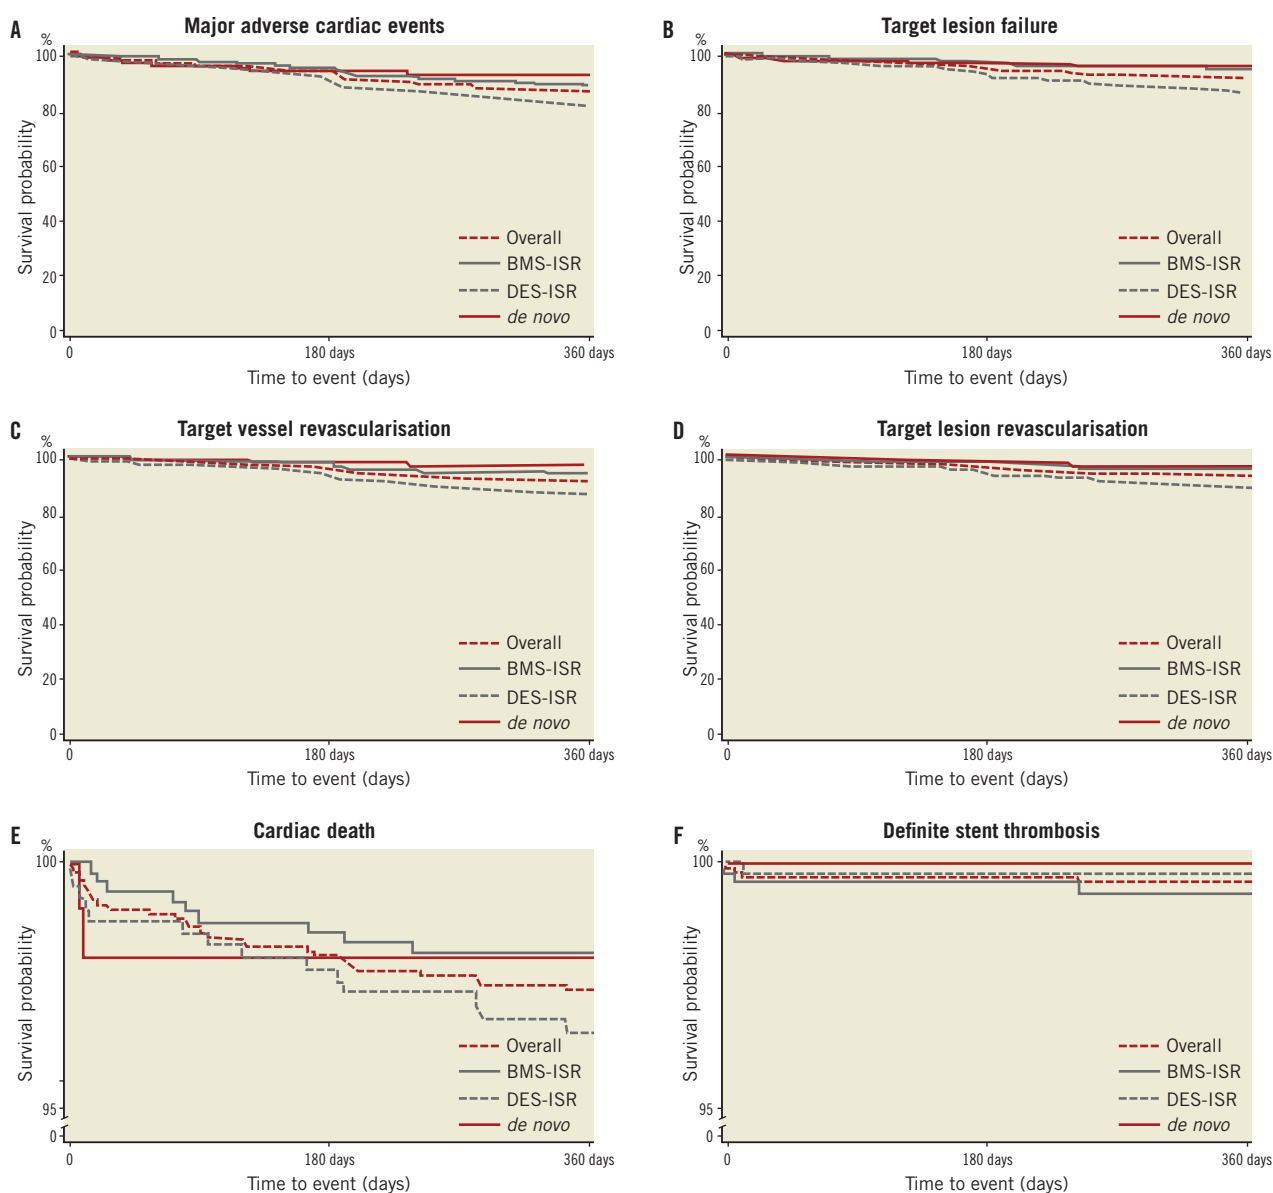 A
Major adverse cardiac events
%
100
80
60
40
20
0
Survival probability
Overall
BMS-ISR
DES-ISR
de novo
0
180 days
360 days
Time to event (days)
B
Target lesion failure
%
100
80
60
40
20
0
Survival probability
Overall
BMS-ISR
DES-ISR
de novo
0
180 days
360 days
Time to event (days)
C
Target vessel revascularisation
%
100
80
60
40
20
0
Survival probability
Overall
BMS-ISR
DES-ISR
de novo
0
180 days
360 days
Time to event (days)
D
Target lesion revascularisation
%
100
80
60
40
20
0
Survival probability
Overall
BMS-ISR
DES-ISR
de novo
0
180 days
360 days
Time to event (days)
E
Cardiac death
%
100
95
0
Survival probability
Overall
BMS-ISR
DES-ISR
de novo
0
180 days
360 days
Time to event (days)
F
Definite stent thrombosis
%
100
95
0
Survival probability
Overall
BMS-ISR
DES-ISR
de novo
0
180 days
360 days
Time to event (days)